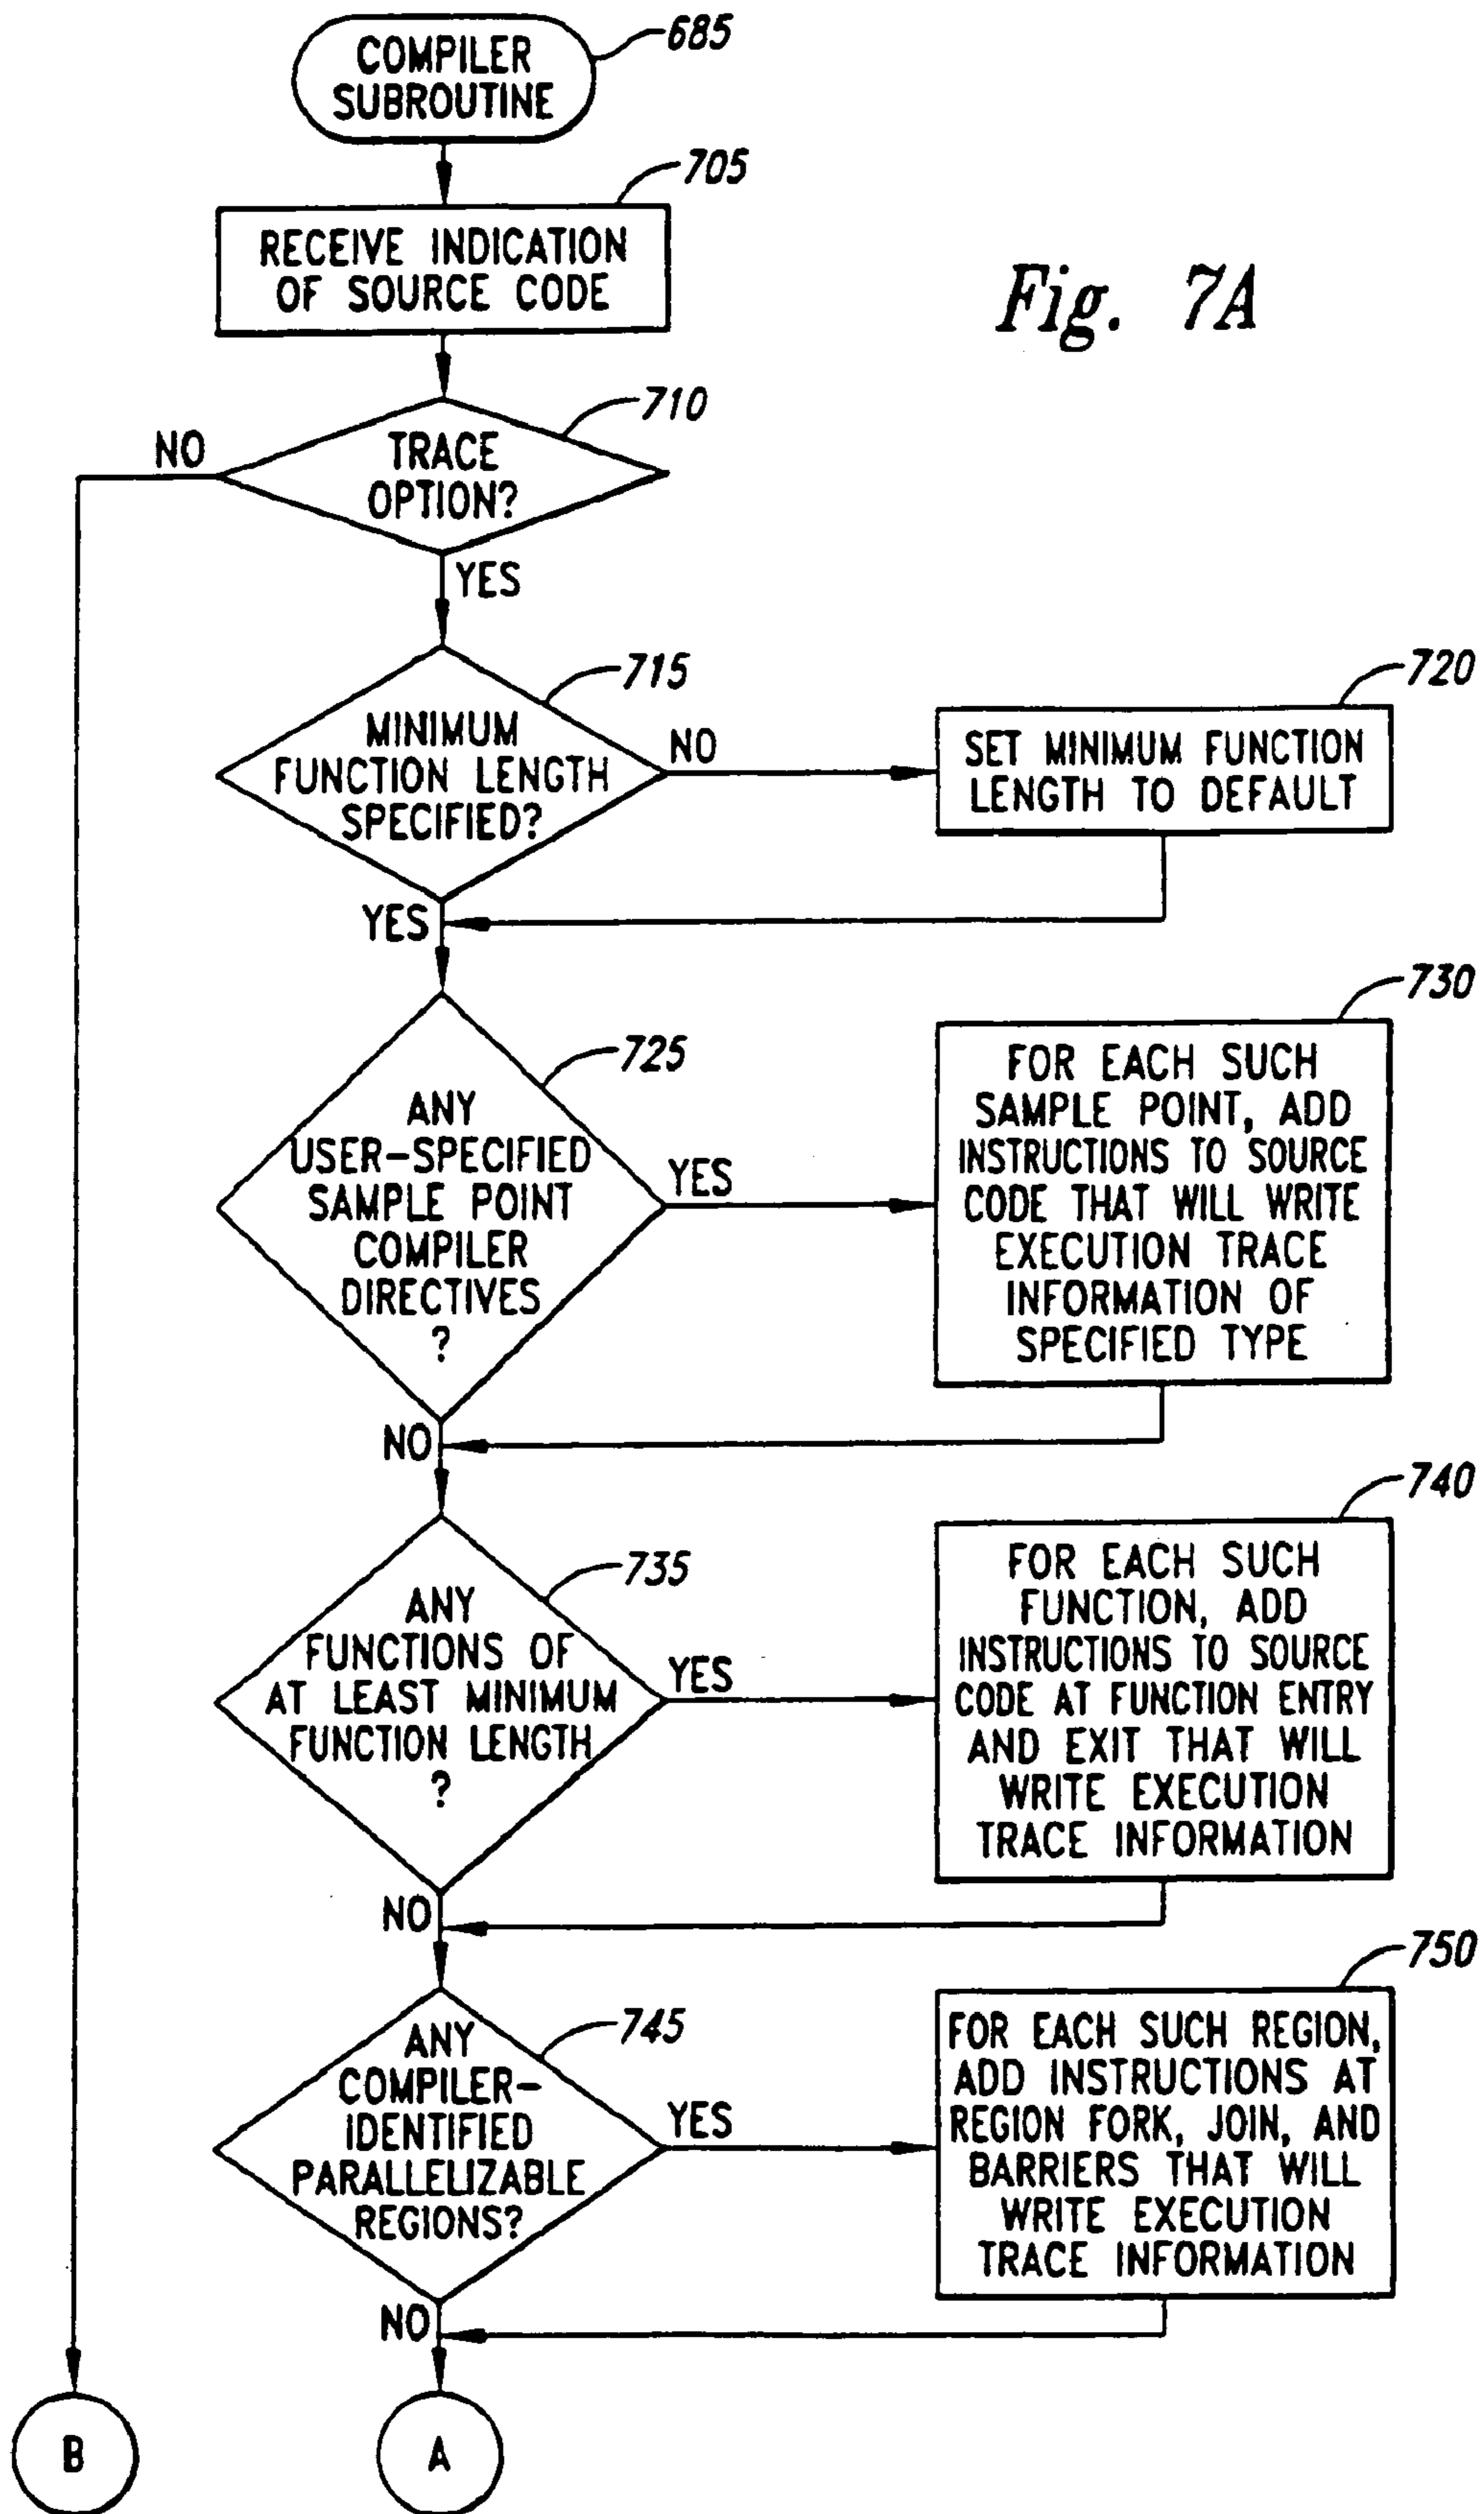 COMPILER
SUBROUTINE
685
705
RECEIVE INDICATION
OF SOURCE CODE
Fig. 7A
710
NO
TRACE
OPTION?
YES
715
MINIMUM
FUNCTION LENGTH
SPECIFIED?
NO
720
SET MINIMUM FUNCTION
LENGTH TO DEFAULT
YES
725
ANY
USER-SPECIFIED
SAMPLE POINT
COMPILER
DIRECTIVES
?
YES
730
FOR EACH SUCH
SAMPLE POINT, ADD
INSTRUCTIONS TO SOURCE
CODE THAT WILL WRITE
EXECUTION TRACE
INFORMATION OF
SPECIFIED TYPE
NO
735
ANY
FUNCTIONS OF
AT LEAST MINIMUM
FUNCTION LENGTH
?
YES
740
FOR EACH SUCH
FUNCTION, ADD
INSTRUCTIONS TO SOURCE
CODE AT FUNCTION ENTRY
AND EXIT THAT WILL
WRITE EXECUTION
TRACE INFORMATION
NO
745
ANY
COMPILER-
IDENTIFIED
PARALLELIZABLE
REGIONS?
YES
750
FOR EACH SUCH REGION,
ADD INSTRUCTIONS AT
REGION FORK, JOIN, AND
BARRIERS THAT WILL
WRITE EXECUTION
TRACE INFORMATION
NO
B
A